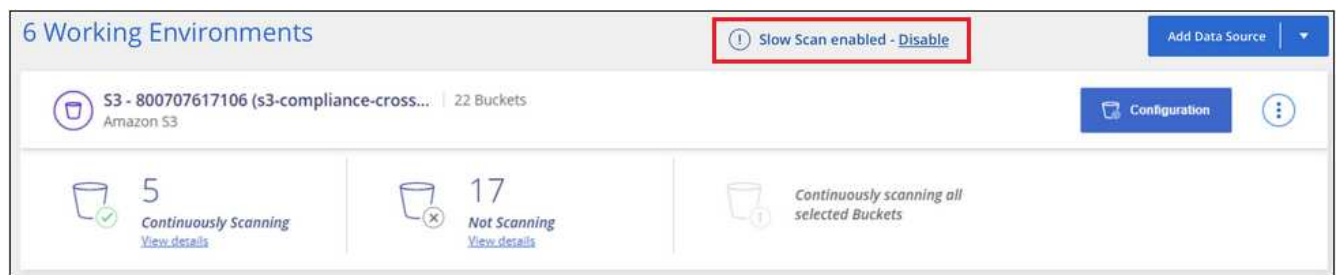 6 Working Environments
Slow Scan enabled - Disable
Add Data Source
S3 - 800707617106 (s3-compliance-cross...
22 Buckets
Amazon S3
Configuration
5
Continuously Scanning
View details
17
Not Scanning
View details
Continuously scanning all
selected Buckets